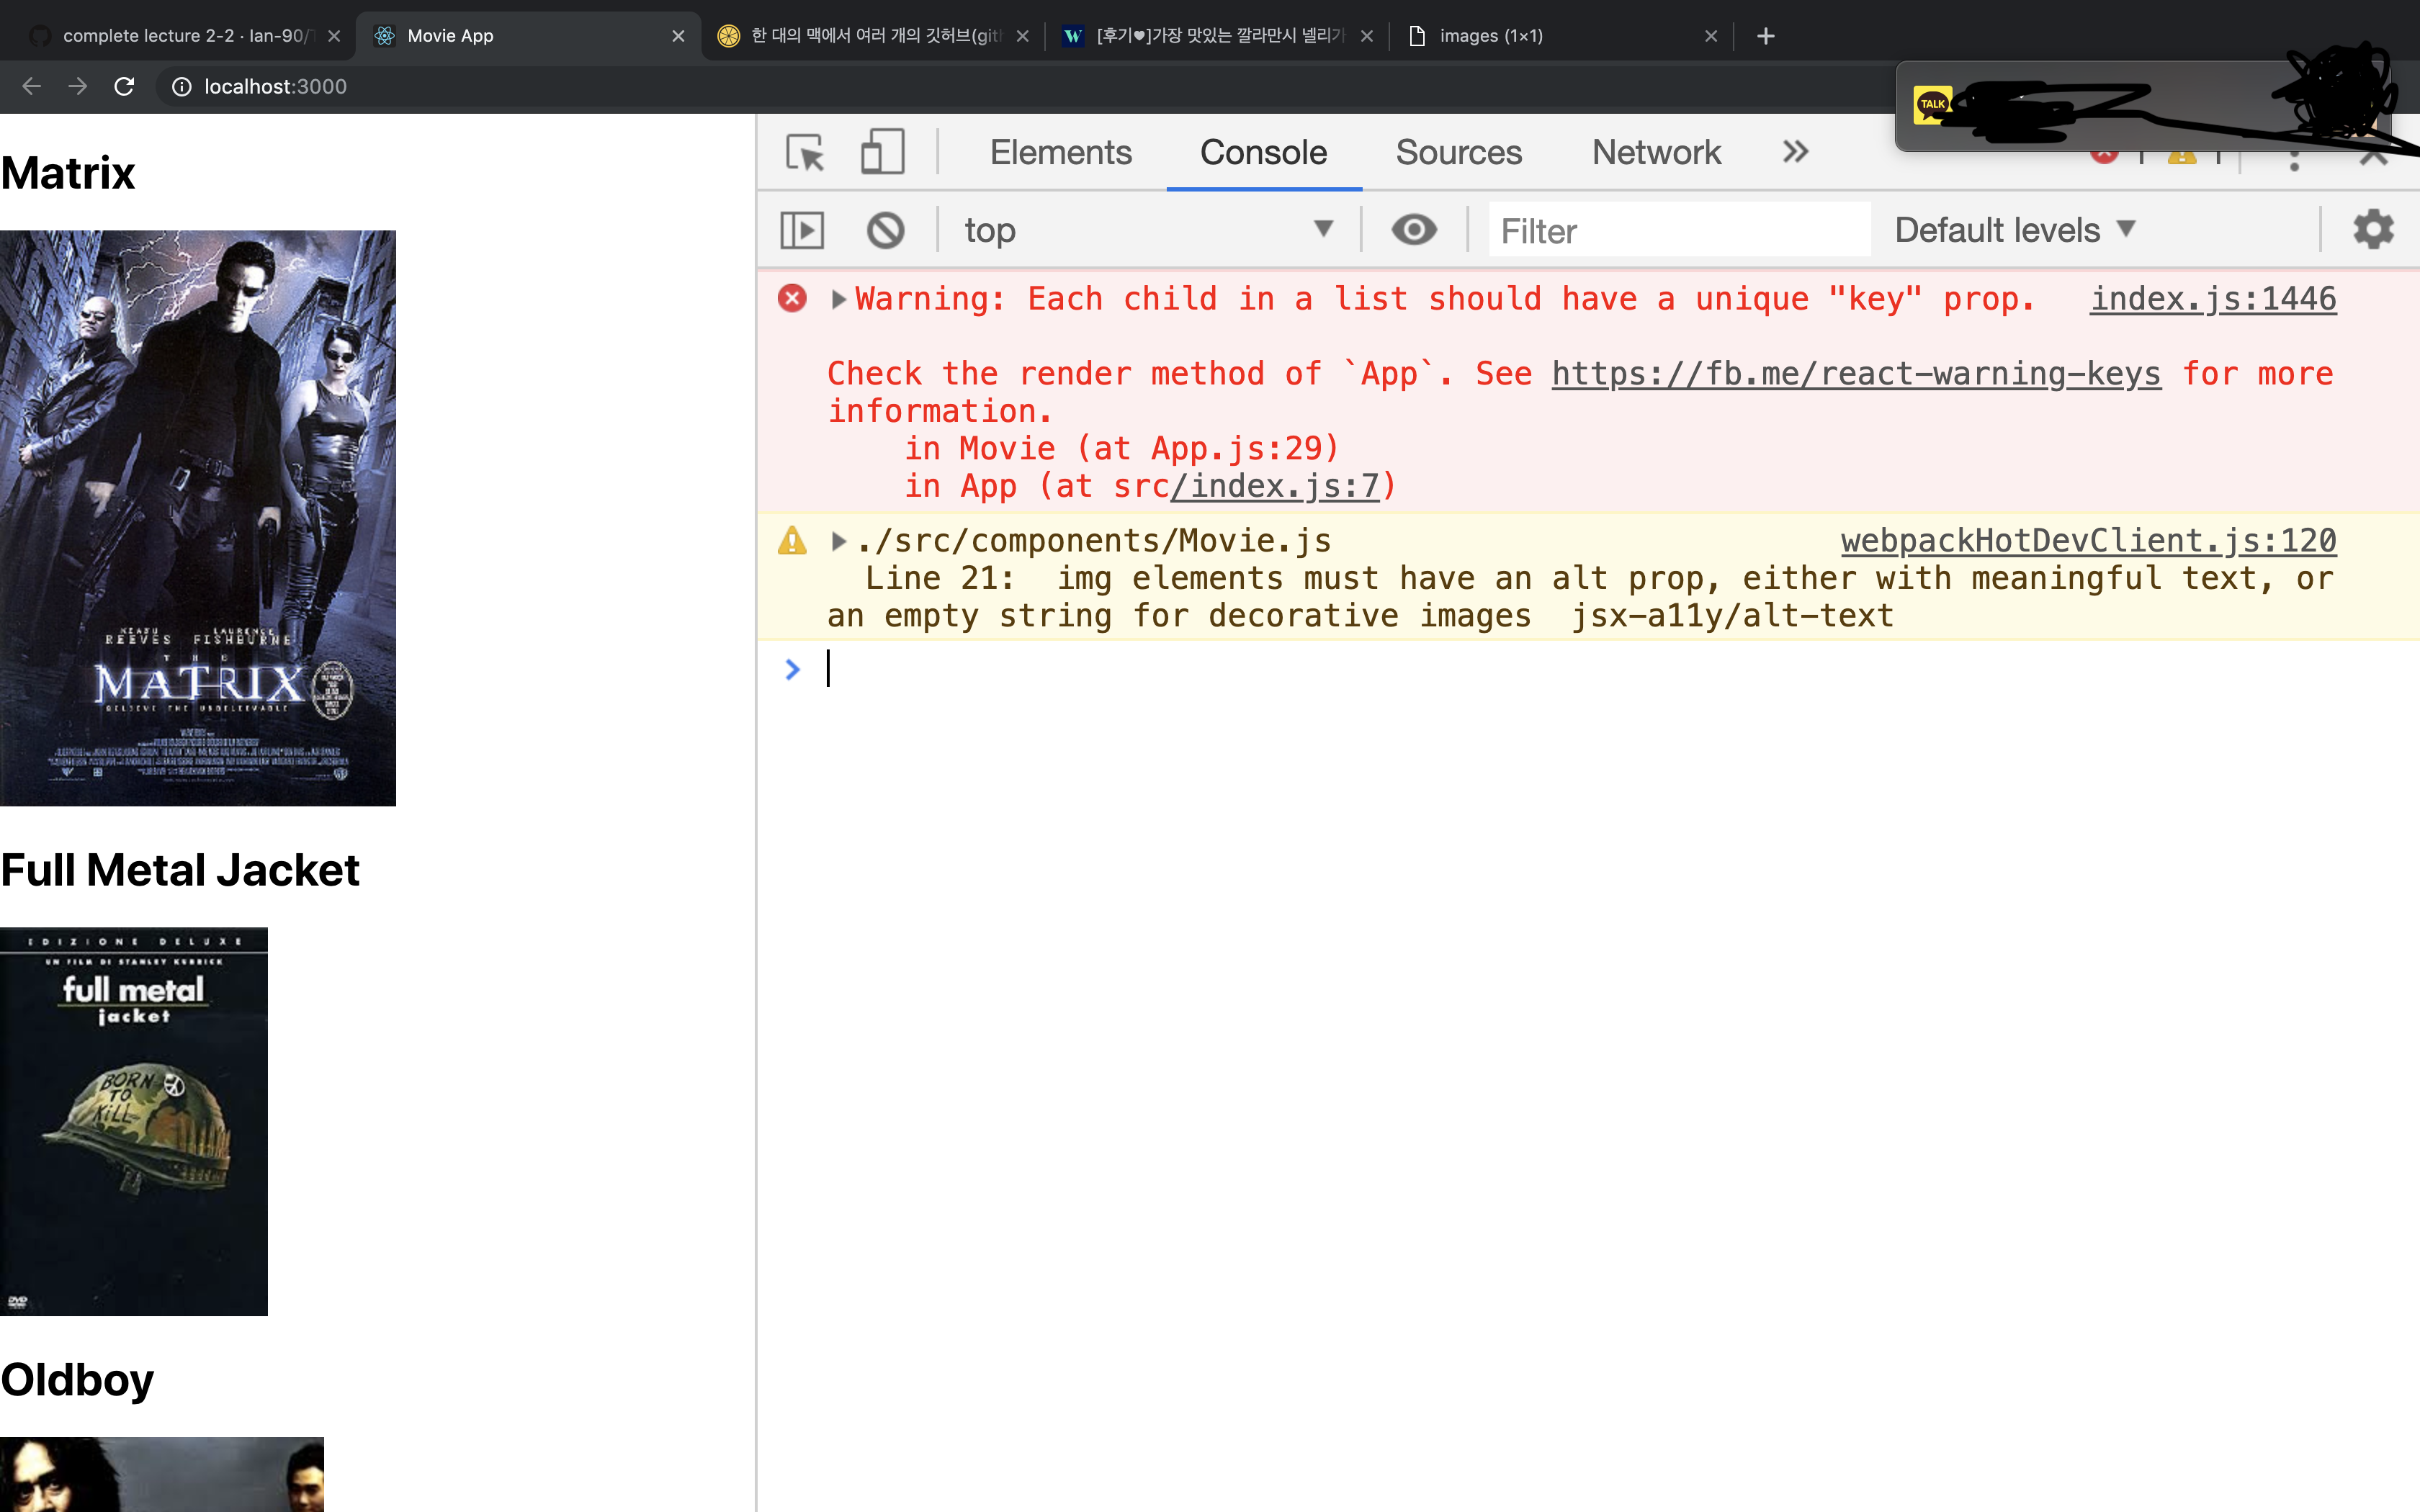 complete lecture 2-2 · Ian-90/
Movie App
한 대의 맥에서 여러 개의 깃허브(gith
W
[후기♥]가장 맛있는 깔라만시 넬리가
images (1×1)
localhost:3000
TALK
Elements
Console
Sources
Network
top
Filter
Default levels
Warning: Each child in a list should have a unique "key" prop.
index.js:1446
Check the render method of `App`. See https://fb.me/react-warning-keys for more
information.
in Movie (at App.js:29)
in App (at src/index.js:7)
./src/components/Movie.js
webpackHotDevClient.js:120
Line 21:  img elements must have an alt prop, either with meaningful text, or
an empty string for decorative images  jsx-a11y/alt-text
Matrix
KEANU LAURENCE
REEVES FISHBURNE
THE
MATRIX
BELIEVE THE UNBELIEVABLE
Full Metal Jacket
EDIZIONE DELUXE
UN FILM DI STANLEY KUBRICK
full metal
jacket
BORN
TO
KILL
DVD
Oldboy